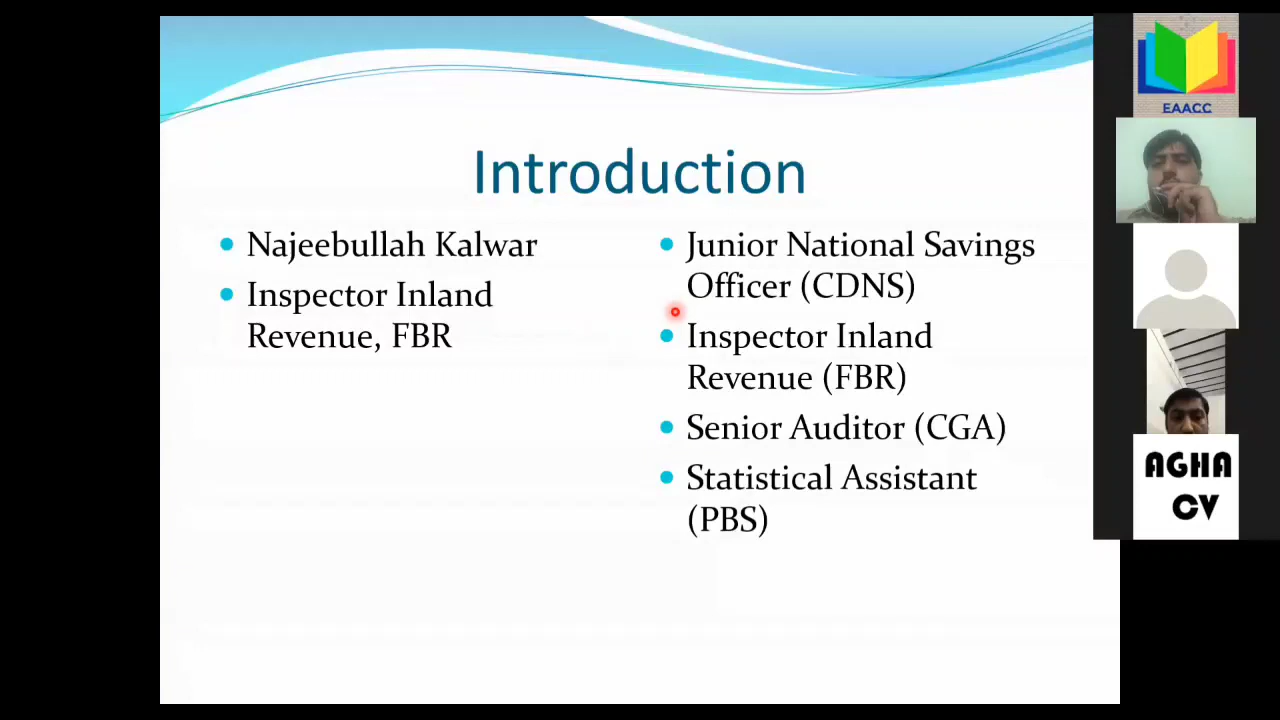 Introduction
Najeebullah Kalwar
Inspector Inland
Revenue, FBR
Junior National Savings
Officer (CDNS)
Inspector Inland
Revenue (FBR)
Senior Auditor (CGA)
Statistical Assistant
(PBS)
EAACC
AGHA
CV